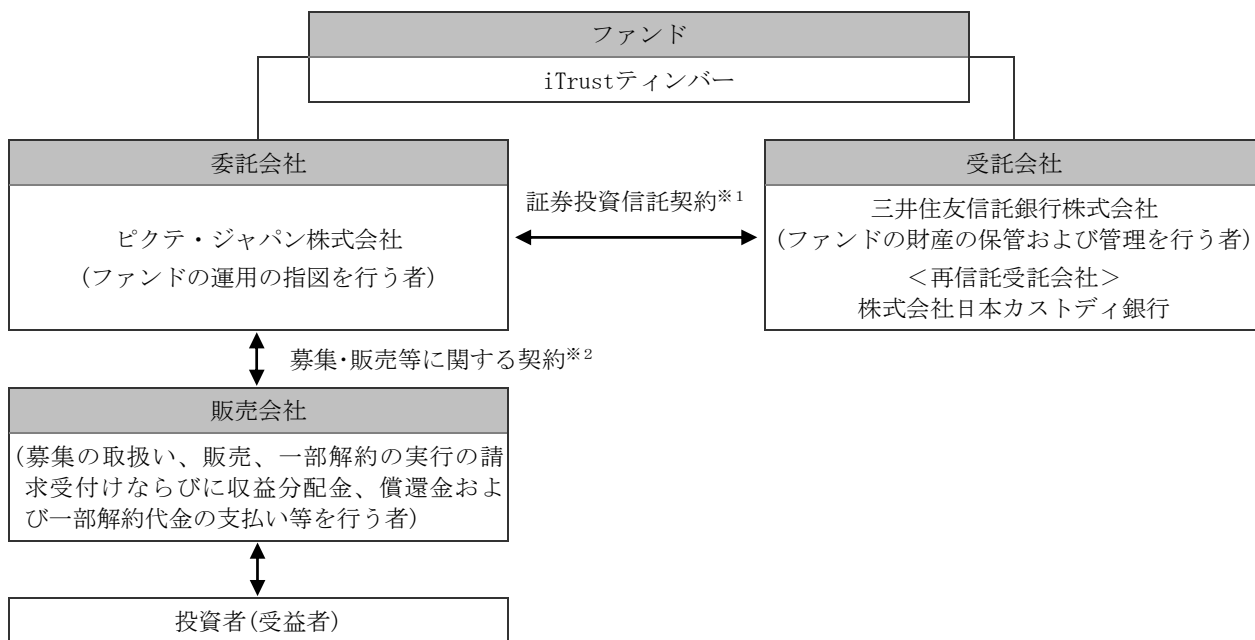 ファンド
iTrustティンバー
委託会社
ピクテ・ジャパン株式会社
(ファンドの運用の指図を行う者)
証券投資信託契約※1
受託会社
三井住友信託銀行株式会社
(ファンドの財産の保管および管理を行う者)
＜再信託受託会社＞
株式会社日本カストディ銀行
募集・販売等に関する契約※2
販売会社
(募集の取扱い、販売、一部解約の実行の請
求受付けならびに収益分配金、償還金およ
び一部解約代金の支払い等を行う者)
投資者(受益者)